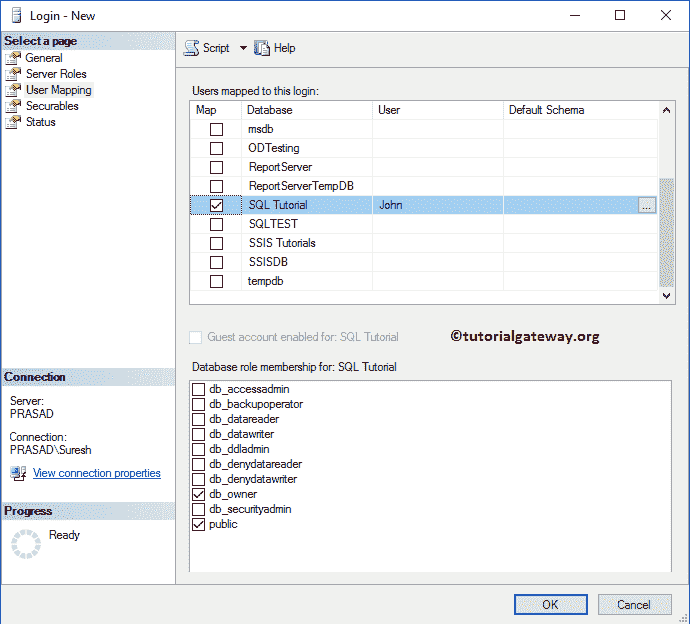 Login - New
Select a page
General
Server Roles
User Mapping
Securables
Status
Connection
Server:
PRASAD
Connection:
PRASAD\Suresh
View connection properties
Progress
Ready
Script Help
Users mapped to this login:
Map Database User Default Schema
msdb
ODTesting
ReportServer
ReportServerTempDB
SQL Tutorial John ...
SQLTEST
SSIS Tutorials
SSISDB
tempdb
Guest account enabled for: SQL Tutorial
©tutorialgateway.org
Database role membership for: SQL Tutorial
db_accessadmin
db_backupoperator
db_datareader
db_datawriter
db_ddladmin
db_denydatareader
db_denydatawriter
db_owner
db_securityadmin
public
OK Cancel